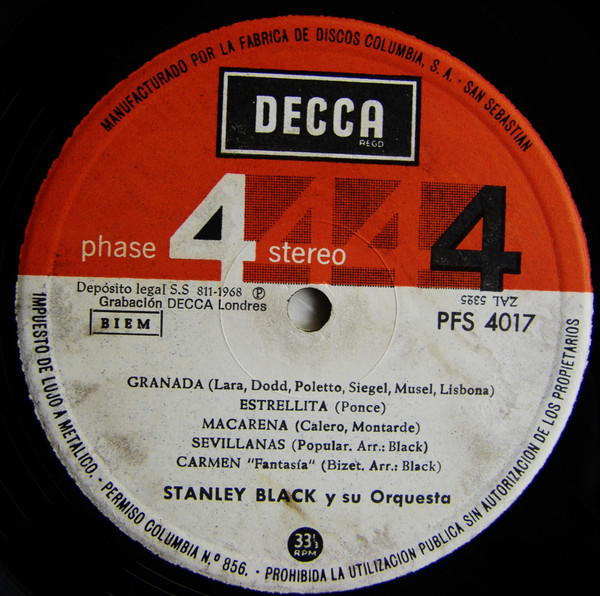 MANUFACTURADO POR LA FABRICA DE DISCOS COLUMBIA, S. A. - SAN SEBASTIAN
DECCA
REGD
4 4 4 4
phase 4 stereo
Depósito legal S.S 811-1968 Ⓟ
Grabación DECCA Londres
BIEM
ZAL 5325
PFS 4017
GRANADA (Lara, Dodd, Poletto, Siegel, Musel, Lisbona)
ESTRELLITA (Ponce)
MACARENA (Calero, Montarde)
SEVILLANAS (Popular. Arr.: Black)
CARMEN "Fantasía" (Bizet. Arr.: Black)
STANLEY BLACK y su Orquesta
33⅓
RPM
IMPUESTO DE LUJO A METALICO. - PERMISO COLUMBIA N.º 856. - PROHIBIDA LA UTILIZACION PUBLICA SIN AUTORIZACION DE LOS PROPIETARIOS